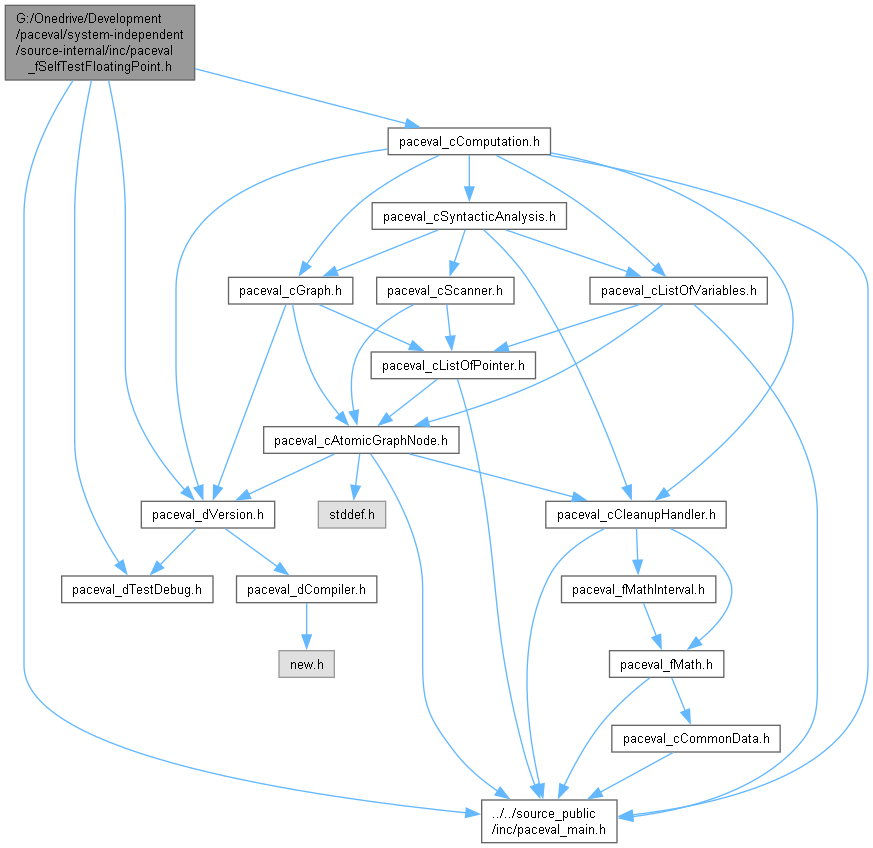 G:/Onedrive/Development
/paceval/system-independent
/source-internal/inc/paceval
_fSelfTestFloatingPoint.h
paceval_cComputation.h
paceval_cSyntacticAnalysis.h
paceval_cGraph.h
paceval_cScanner.h
paceval_cListOfVariables.h
paceval_cListOfPointer.h
paceval_cAtomicGraphNode.h
paceval_dVersion.h
stddef.h
paceval_cCleanupHandler.h
paceval_dTestDebug.h
paceval_dCompiler.h
paceval_fMathInterval.h
new.h
paceval_fMath.h
paceval_cCommonData.h
../../source_public
/inc/paceval_main.h